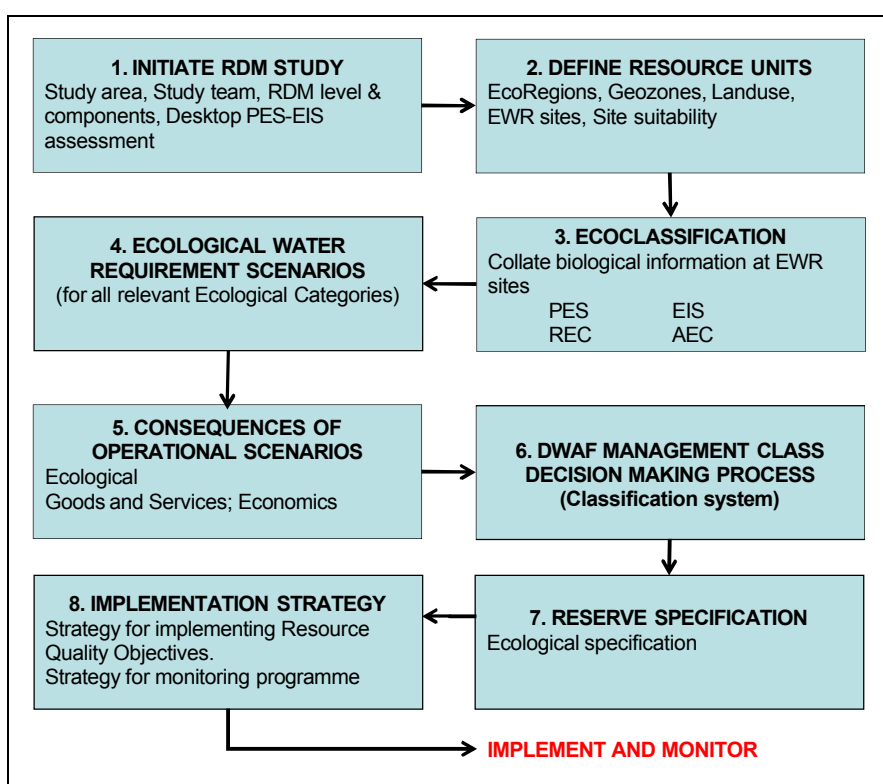 1. INITIATE RDM STUDY
Study area, Study team, RDM level &
components, Desktop PES-EIS
assessment
2. DEFINE RESOURCE UNITS
EcoRegions, Geozones, Landuse,
EWR sites, Site suitability
3. ECOCLASSIFICATION
Collate biological information at EWR
sites
PES EIS
REC AEC
4. ECOLOGICAL WATER
REQUIREMENT SCENARIOS
(for all relevant Ecological Categories)
5. CONSEQUENCES OF
OPERATIONAL SCENARIOS
Ecological
Goods and Services; Economics
6. DWAF MANAGEMENT CLASS
DECISION MAKING PROCESS
(Classification system)
7. RESERVE SPECIFICATION
Ecological specification
8. IMPLEMENTATION STRATEGY
Strategy for implementing Resource
Quality Objectives.
Strategy for monitoring programme
IMPLEMENT AND MONITOR